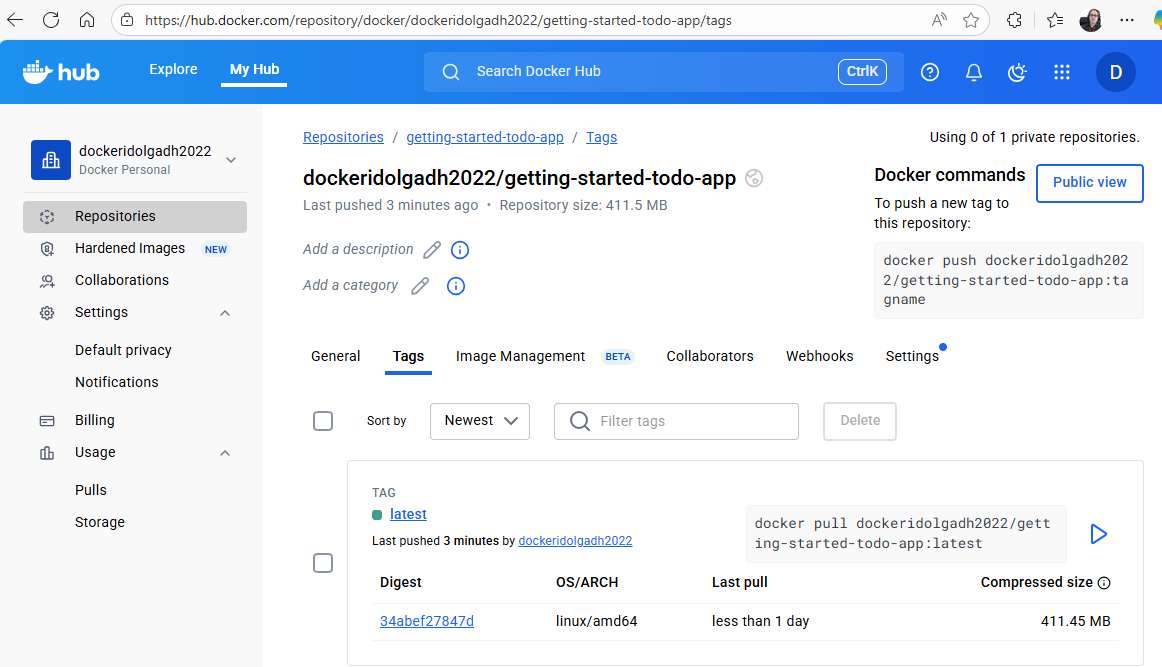 https://hub.docker.com/repository/docker/dockeridolgadh2022/getting-started-todo-app/tags
hub
Explore
My Hub
Search Docker Hub
CtrlK
D
dockeridolgadh2022
Docker Personal
Repositories
Hardened Images NEW
Collaborations
Settings
Default privacy
Notifications
Billing
Usage
Pulls
Storage
Repositories / getting-started-todo-app / Tags
Using 0 of 1 private repositories.
dockeridolgadh2022/getting-started-todo-app
Last pushed 3 minutes ago • Repository size: 411.5 MB
Add a description
Add a category
Docker commands
Public view
To push a new tag to
this repository:
docker push dockeridolgadh202
2/getting-started-todo-app:ta
gname
General Tags Image Management BETA Collaborators Webhooks Settings
Sort by Newest Filter tags Delete
TAG
latest
Last pushed 3 minutes by dockeridolgadh2022
docker pull dockeridolgadh2022/gett
ing-started-todo-app:latest
Digest OS/ARCH Last pull Compressed size
34abef27847d linux/amd64 less than 1 day 411.45 MB